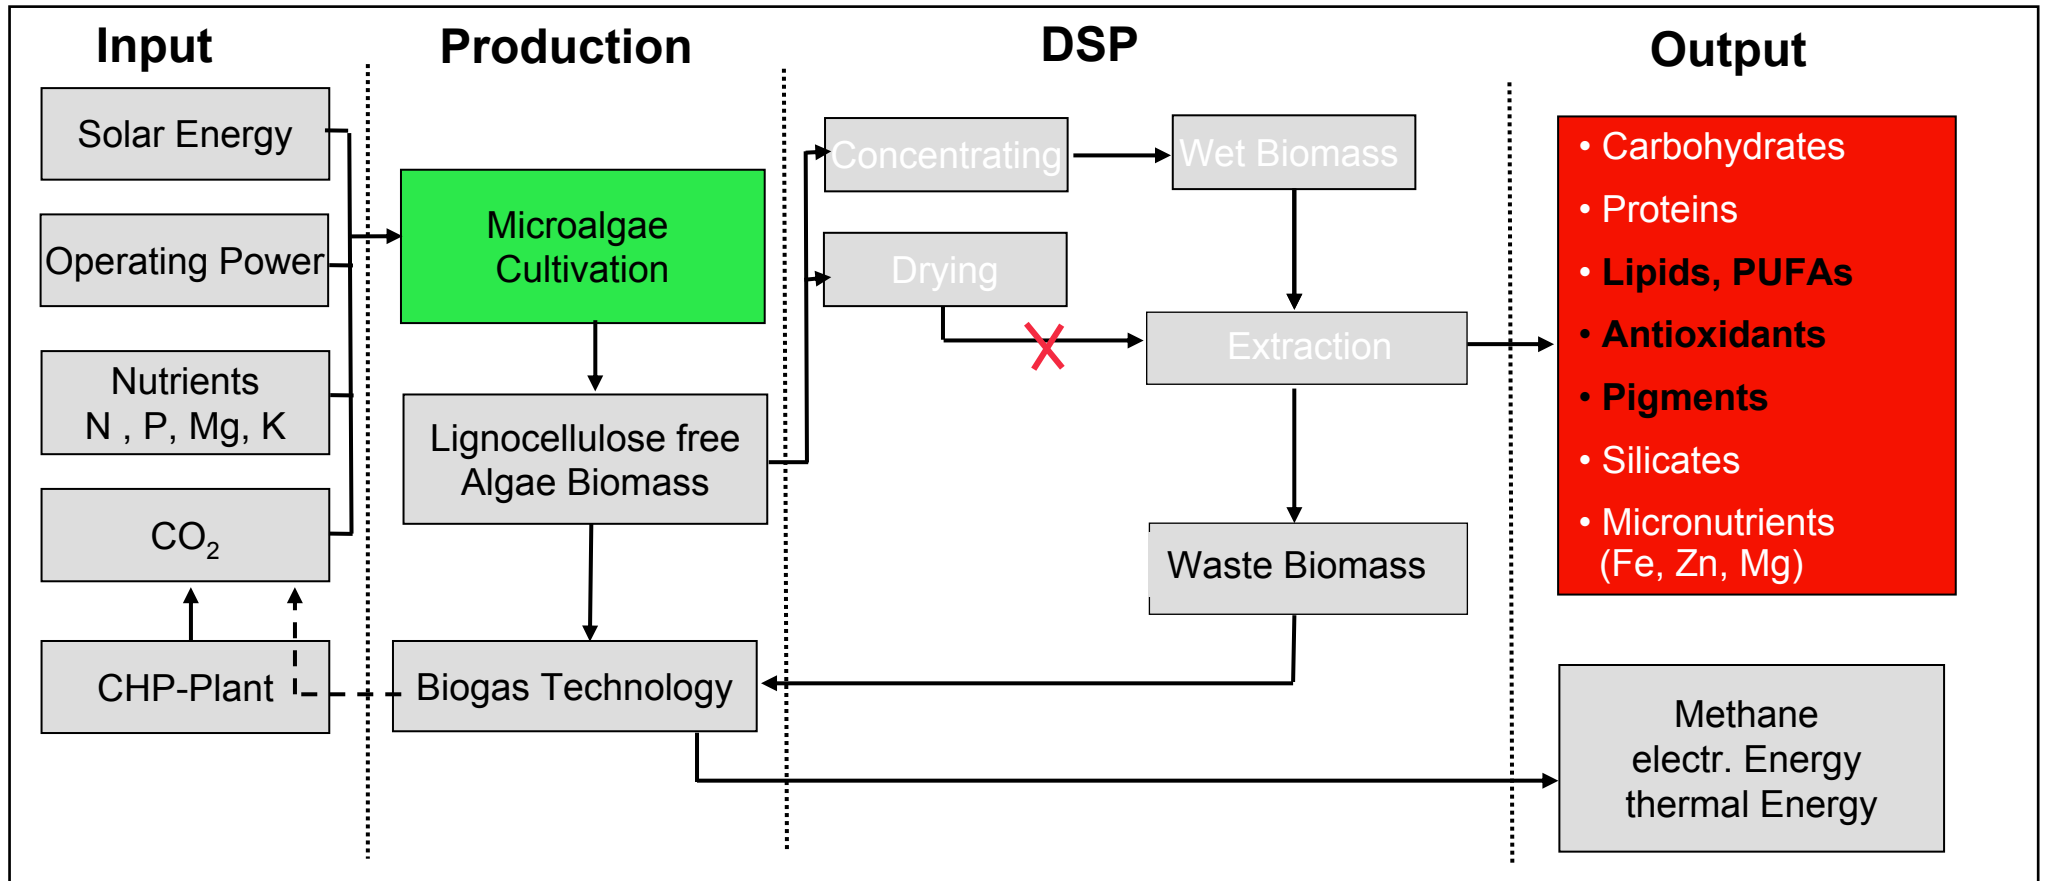 Input
Production
DSP
Output
Solar Energy
Operating Power
Nutrients
N , P, Mg, K
CO₂
CHP-Plant
Microalgae
Cultivation
Lignocellulose free
Algae Biomass
Biogas Technology
Concentrating
Wet Biomass
Drying
Extraction
Waste Biomass
• Carbohydrates
• Proteins
• Lipids, PUFAs
• Antioxidants
• Pigments
• Silicates
• Micronutrients
(Fe, Zn, Mg)
Methane
electr. Energy
thermal Energy